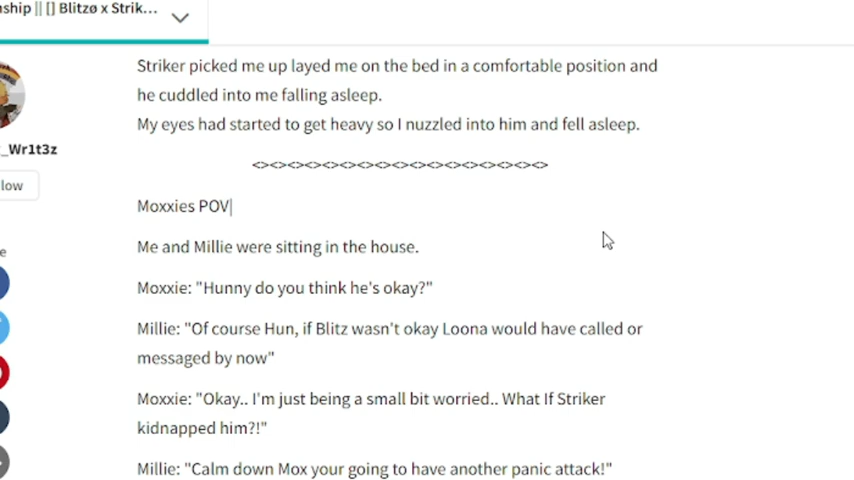 ship || [] Blitzø x Strik...
Striker picked me up layed me on the bed in a comfortable position and
he cuddled into me falling asleep.
My eyes had started to get heavy so I nuzzled into him and fell asleep.
_Wr1t3z
<><><><><><><><><><><><><><><><><>
low
Moxxies POV
e
Me and Millie were sitting in the house.
Moxxie: "Hunny do you think he's okay?"
Millie: "Of course Hun, if Blitz wasn't okay Loona would have called or
messaged by now"
Moxxie: "Okay.. I'm just being a small bit worried.. What If Striker
kidnapped him?!"
Millie: "Calm down Mox your going to have another panic attack!"